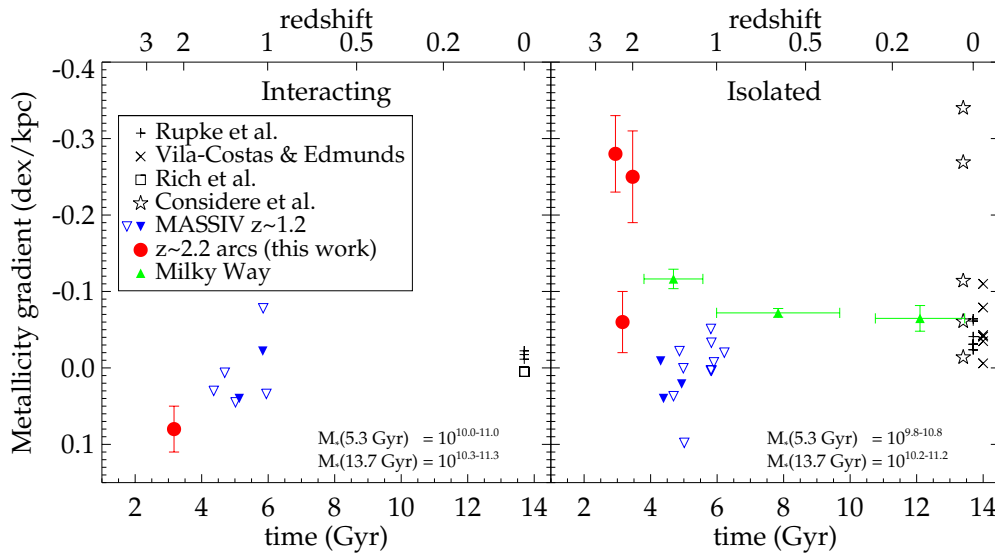 redshift redshift
3 2 1 0.5 0.2 0 3 2 1 0.5 0.2 0
Metallicity gradient (dex/kpc)
-0.4
-0.3
-0.2
-0.1
0.0
0.1
Interacting
Rupke et al.
Vila-Costas & Edmunds
Rich et al.
Considere et al.
MASSIV z~1.2
z~2.2 arcs (this work)
Milky Way
M*(5.3 Gyr) = 10^10.0-11.0
M*(13.7 Gyr) = 10^10.3-11.3
Isolated
M*(5.3 Gyr) = 10^9.8-10.8
M*(13.7 Gyr) = 10^10.2-11.2
0 2 4 6 8 10 12 14 2 4 6 8 10 12 14
time (Gyr) time (Gyr)